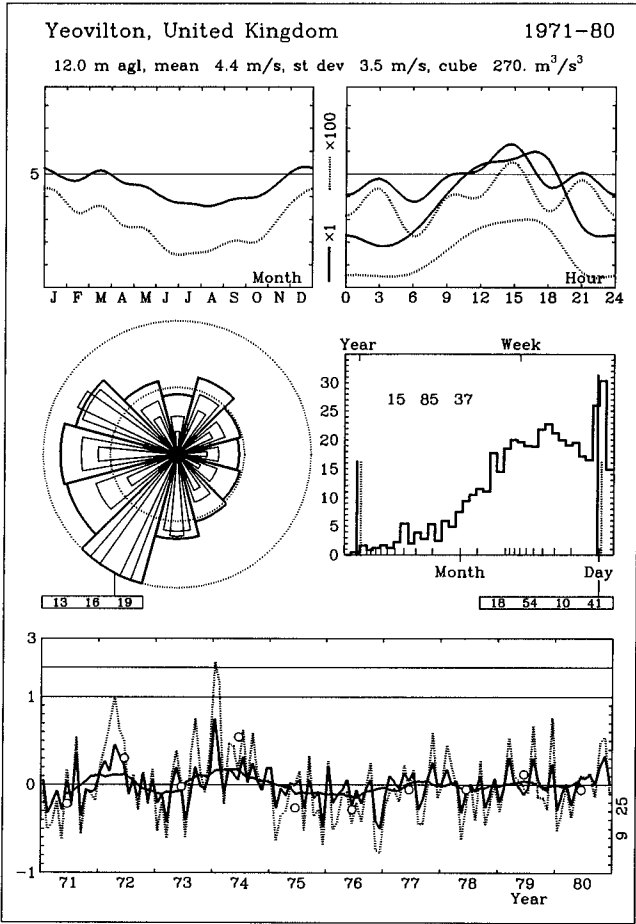 Yeovilton, United Kingdom 1971-80
12.0 m agl, mean 4.4 m/s, st dev 3.5 m/s, cube 270. m³/s³
5
×1 ×100
Month
J F M A M J J A S O N D
Hour
0 3 6 9 12 15 18 21 24
Year Week
35
30
25
20
15
10
5
0
15 85 37
Month Day
13 16 19
18 54 10 41
3
1
0
-1
9 25
71 72 73 74 75 76 77 78 79 80
Year